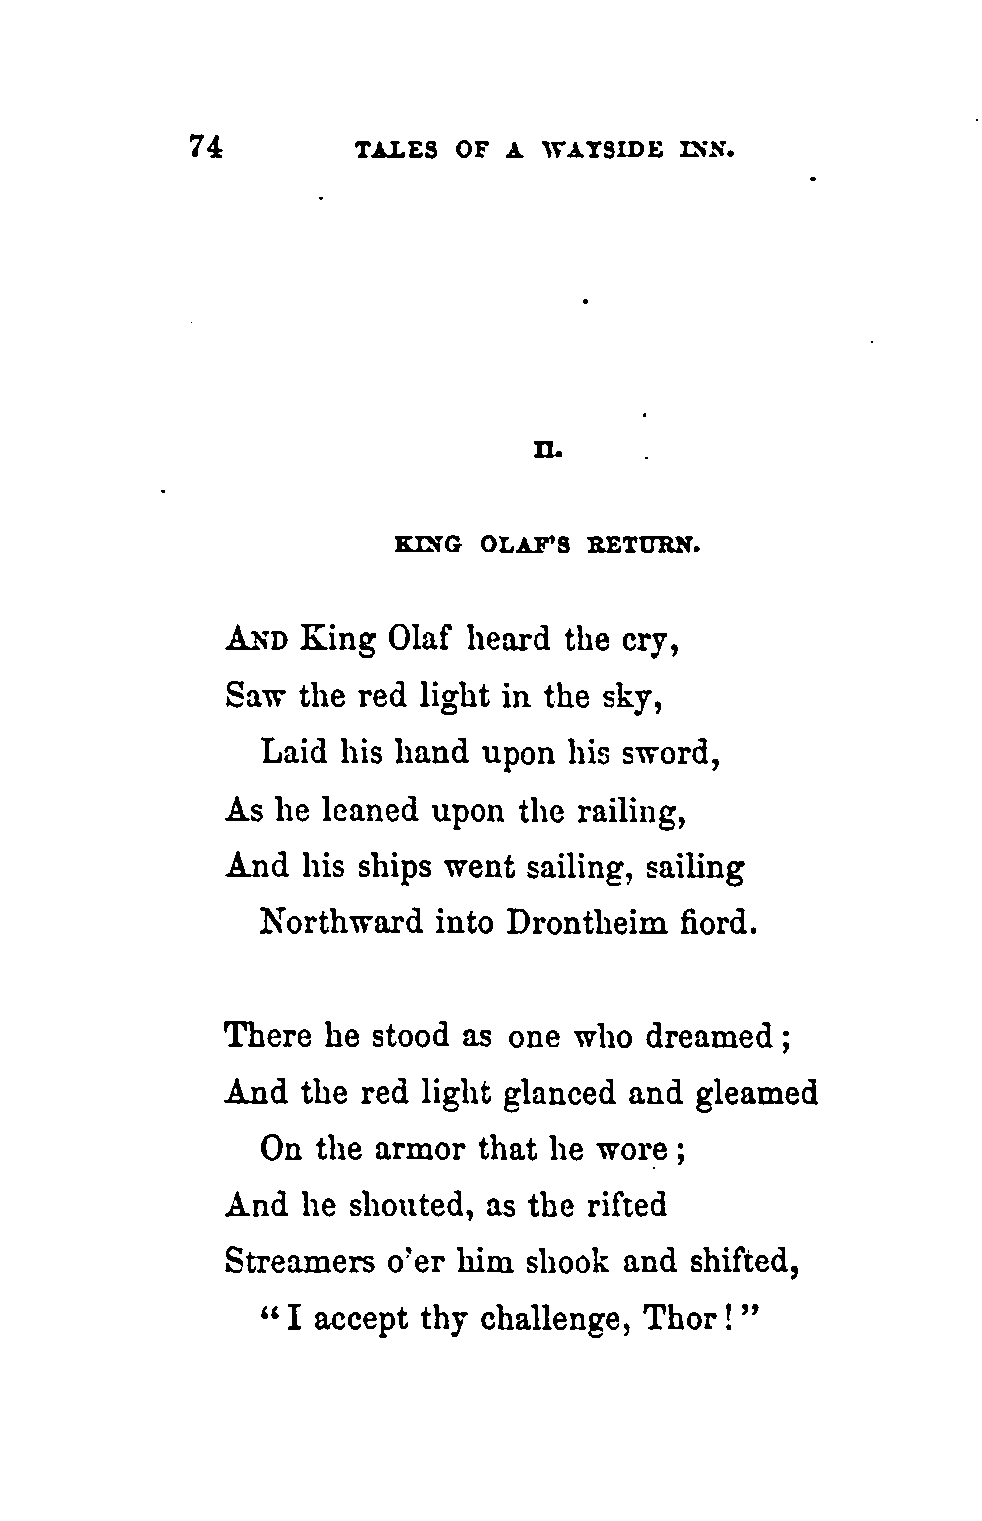 74 TALES OF A WAYSIDE INN.
II.
KING OLAF'S RETURN.
AND King Olaf heard the cry,
Saw the red light in the sky,
Laid his hand upon his sword,
As he leaned upon the railing,
And his ships went sailing, sailing
Northward into Drontheim fiord.
There he stood as one who dreamed ;
And the red light glanced and gleamed
On the armor that he wore ;
And he shouted, as the rifted
Streamers o'er him shook and shifted,
“ I accept thy challenge, Thor ! ”